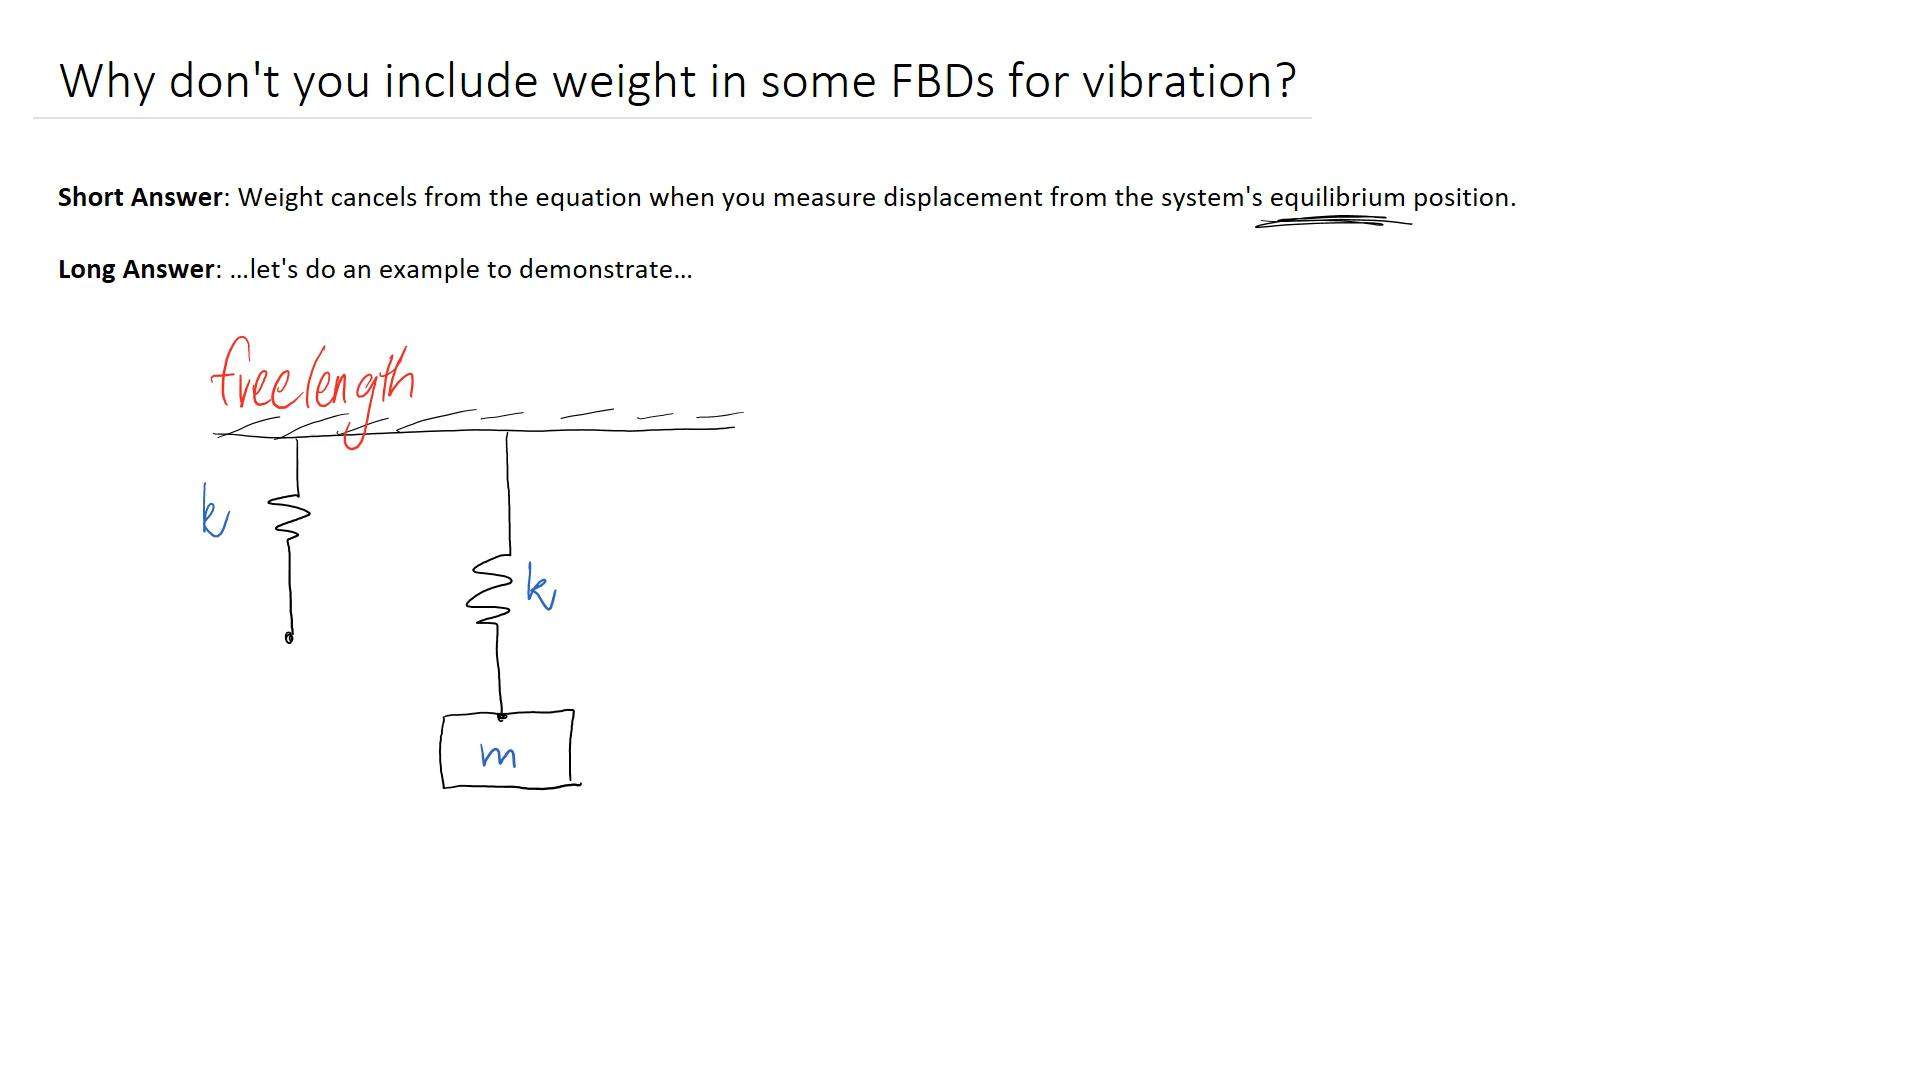 Why don't you include weight in some FBDs for vibration?
Short Answer: Weight cancels from the equation when you measure displacement from the system's equilibrium position.
Long Answer: ...let's do an example to demonstrate...
free length
k
k
m